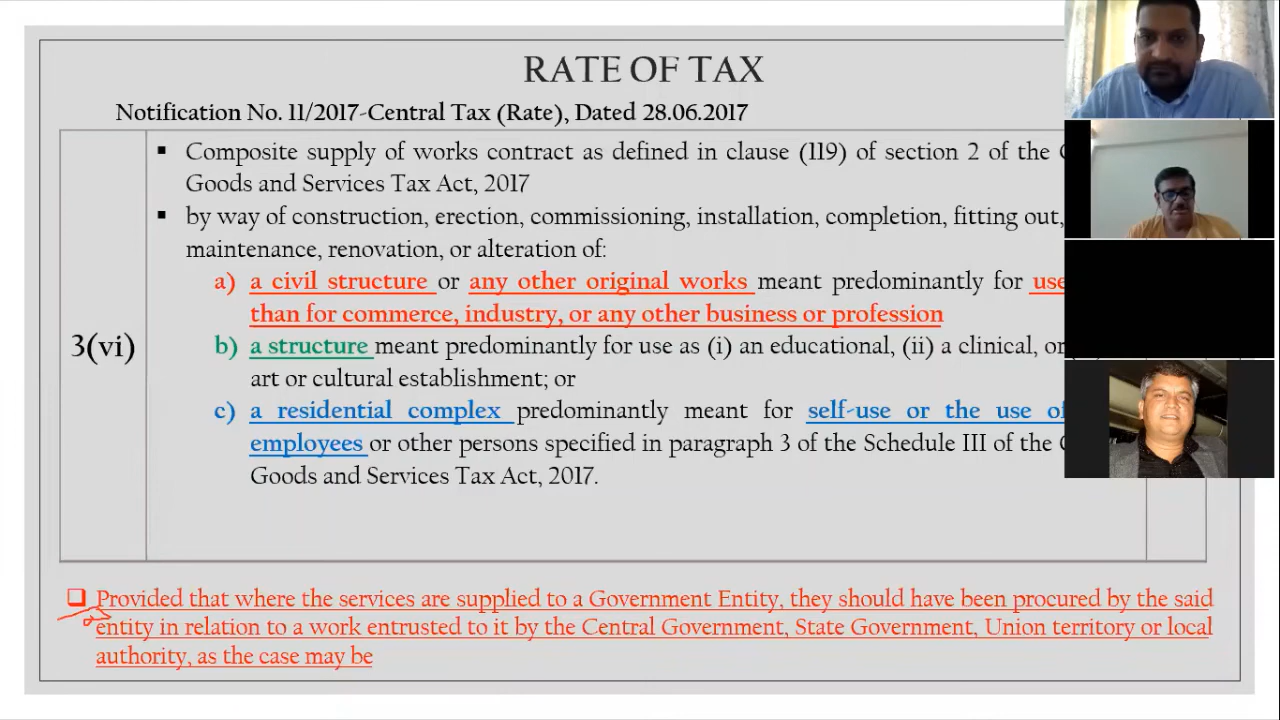 RATE OF TAX
Notification No. 11/2017-Central Tax (Rate), Dated 28.06.2017
▪ Composite supply of works contract as defined in clause (119) of section 2 of the
Goods and Services Tax Act, 2017
▪ by way of construction, erection, commissioning, installation, completion, fitting out,
maintenance, renovation, or alteration of:
a) a civil structure or any other original works meant predominantly for use
than for commerce, industry, or any other business or profession
3(vi)
b) a structure meant predominantly for use as (i) an educational, (ii) a clinical, or
art or cultural establishment; or
c) a residential complex predominantly meant for self-use or the use of
employees or other persons specified in paragraph 3 of the Schedule III of the
Goods and Services Tax Act, 2017.
❑ Provided that where the services are supplied to a Government Entity, they should have been procured by the said
entity in relation to a work entrusted to it by the Central Government, State Government, Union territory or local
authority, as the case may be